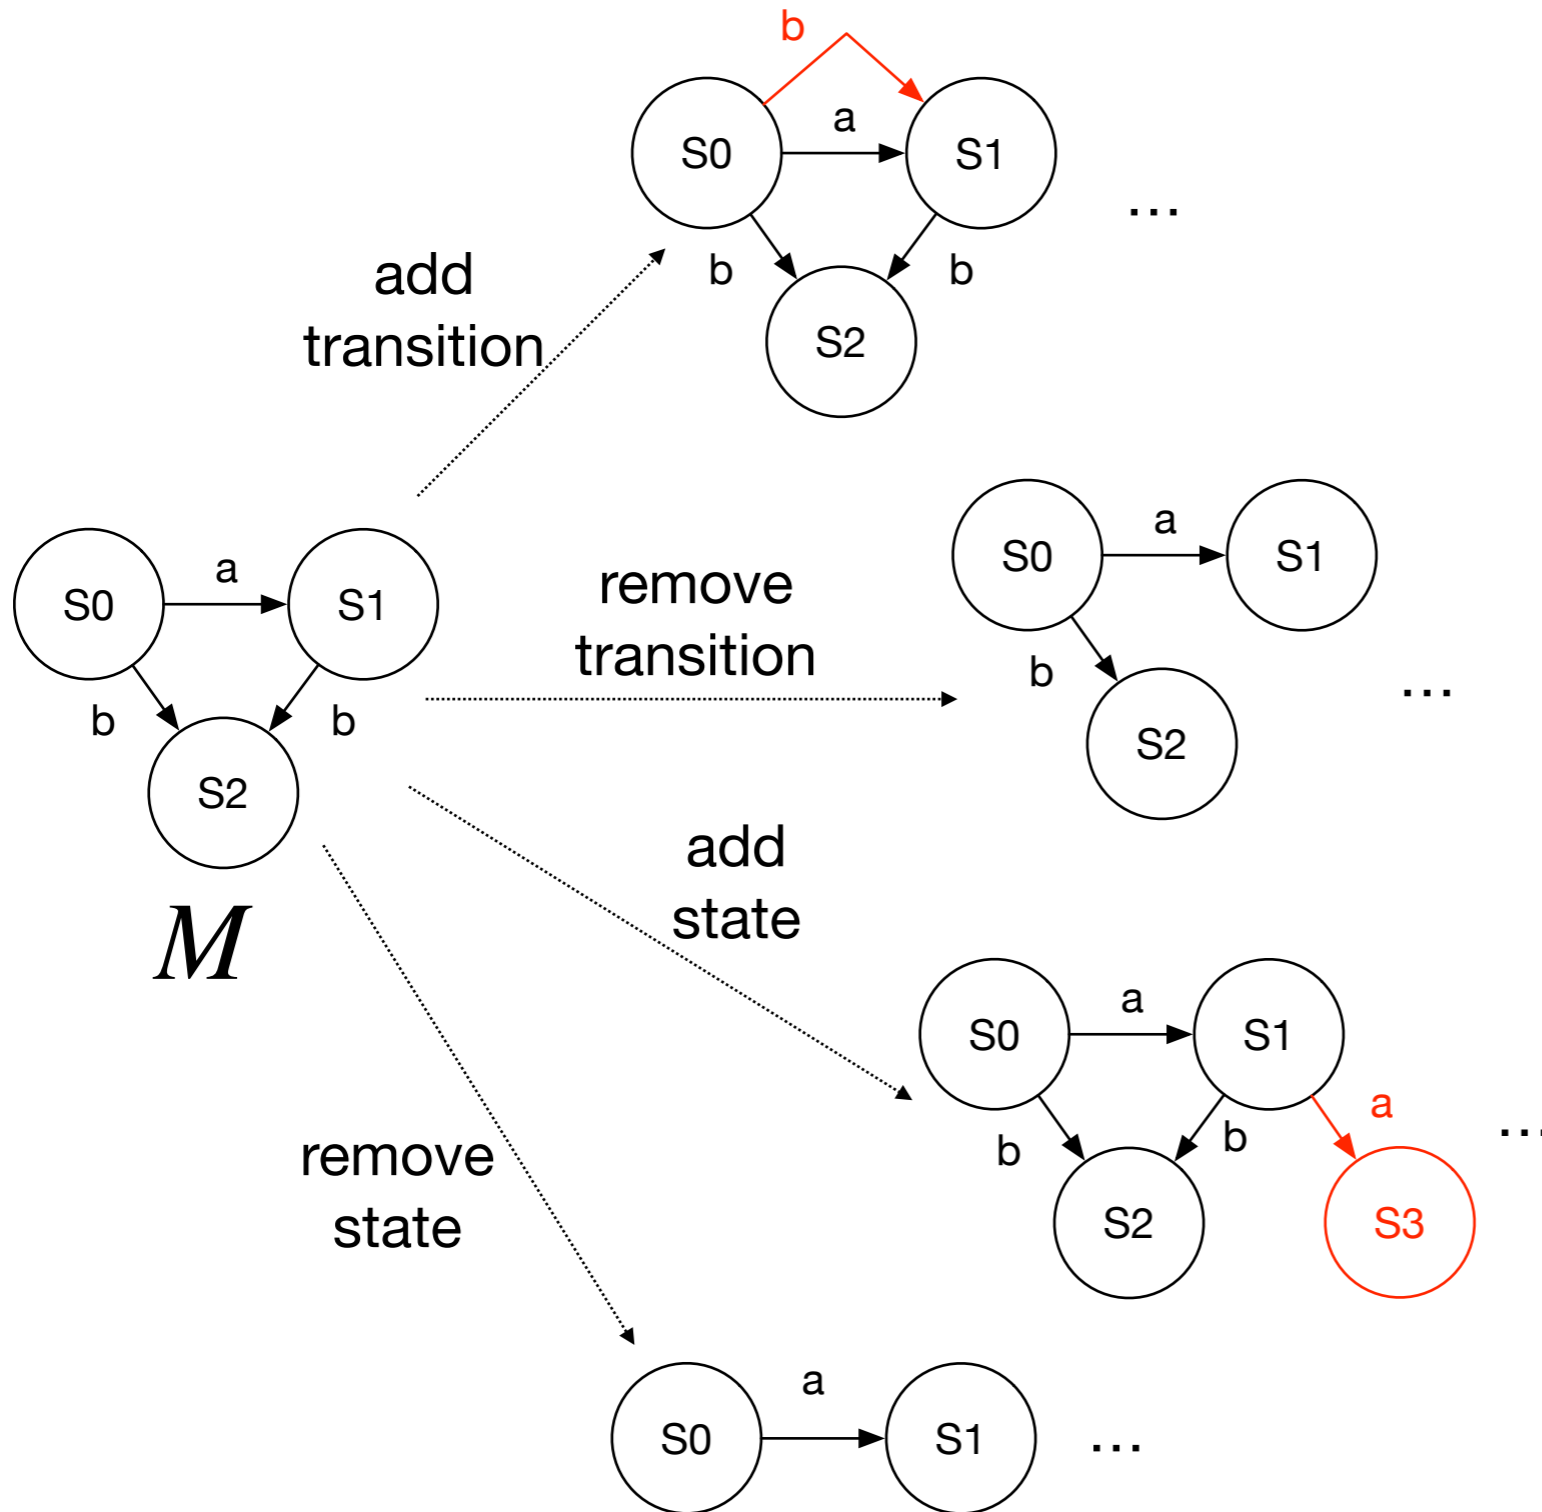 b
a
S0
S1
...
b
b
S2
add
transition
a
S0
S1
b
b
S2
M
remove
transition
a
S0
S1
b
S2
...
add
state
a
S0
S1
a
b
b
S2
S3
...
remove
state
a
S0
S1
...